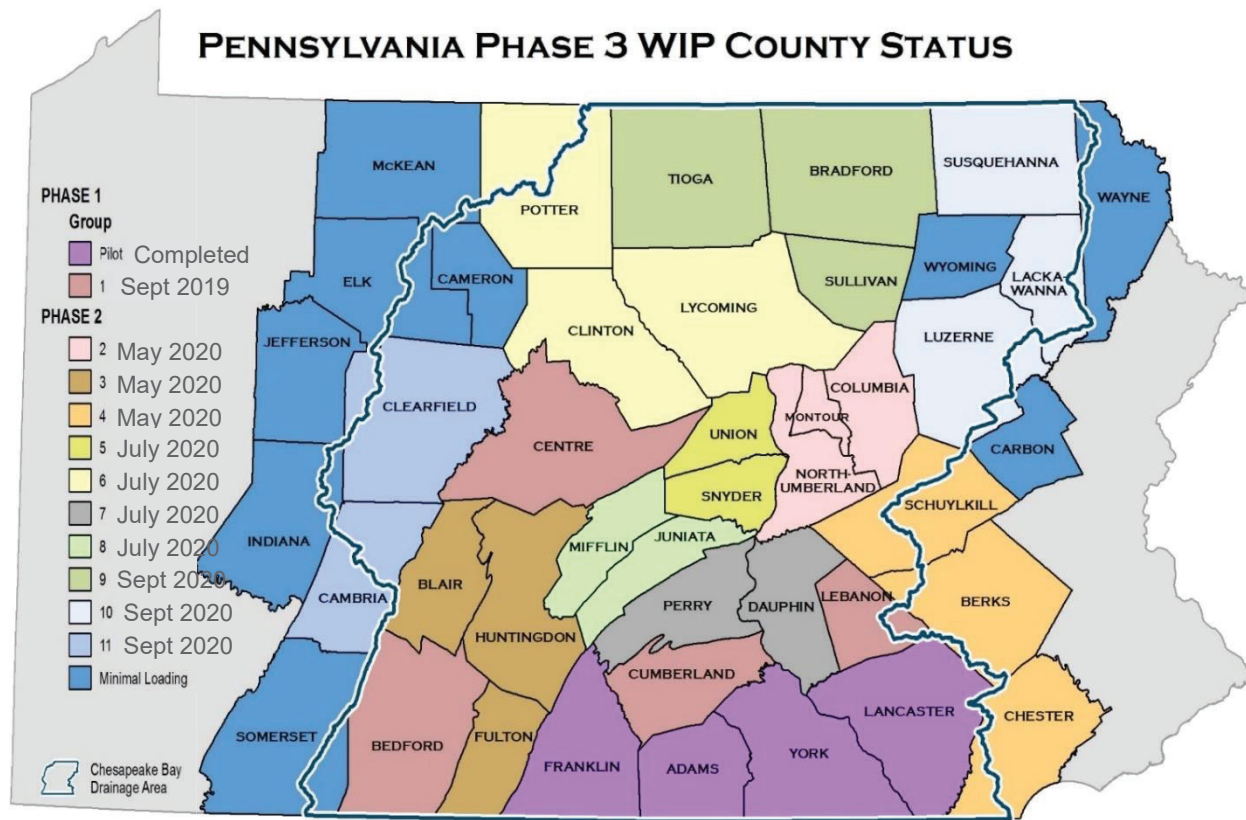 PENNSYLVANIA PHASE 3 WIP COUNTY STATUS
PHASE 1
Group
Pilot Completed
1 Sept 2019
PHASE 2
2 May 2020
3 May 2020
4 May 2020
5 July 2020
6 July 2020
7 July 2020
8 July 2020
9 Sept 2020
10 Sept 2020
11 Sept 2020
Minimal Loading
Chesapeake Bay
Drainage Area
McKEAN
POTTER
TIOGA
BRADFORD
SUSQUEHANNA
WAYNE
ELK
CAMERON
SULLIVAN
WYOMING
LACKA-
WANNA
JEFFERSON
CLINTON
LYCOMING
LUZERNE
CLEARFIELD
CENTRE
UNION
MONTOUR
COLUMBIA
CARBON
SNYDER
NORTH-
UMBERLAND
SCHUYLKILL
INDIANA
CAMBRIA
BLAIR
HUNTINGDON
MIFFLIN
JUNIATA
PERRY
DAUPHIN
LEBANON
BERKS
SOMERSET
BEDFORD
FULTON
FRANKLIN
CUMBERLAND
ADAMS
YORK
LANCASTER
CHESTER